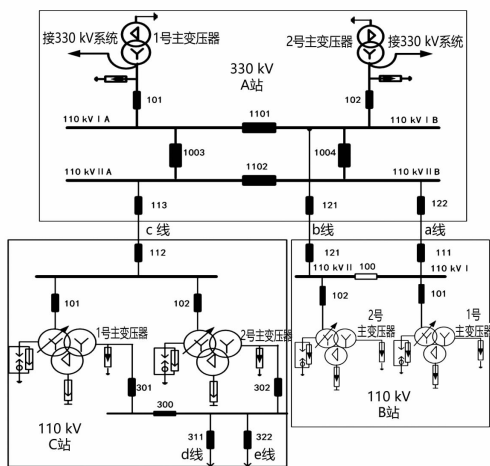 接330 kV系统 1号主变压器 2号主变压器 接330 kV系统
330 kV
A站
101 102
110 kV Ⅰ A 1101 110 kV Ⅰ B
1003 1004
110 kV Ⅱ A 1102 110 kV Ⅱ B
113 121 122
c 线 b线 a线
112 121 111
110 kV Ⅱ 100 110 kV Ⅰ
101 102 102 101
1号主变压器 2号主变压器 2号
主变压器 1号
主变压器
301 302
300
110 kV
C站
110 kV
B站
311 322
d线 e线